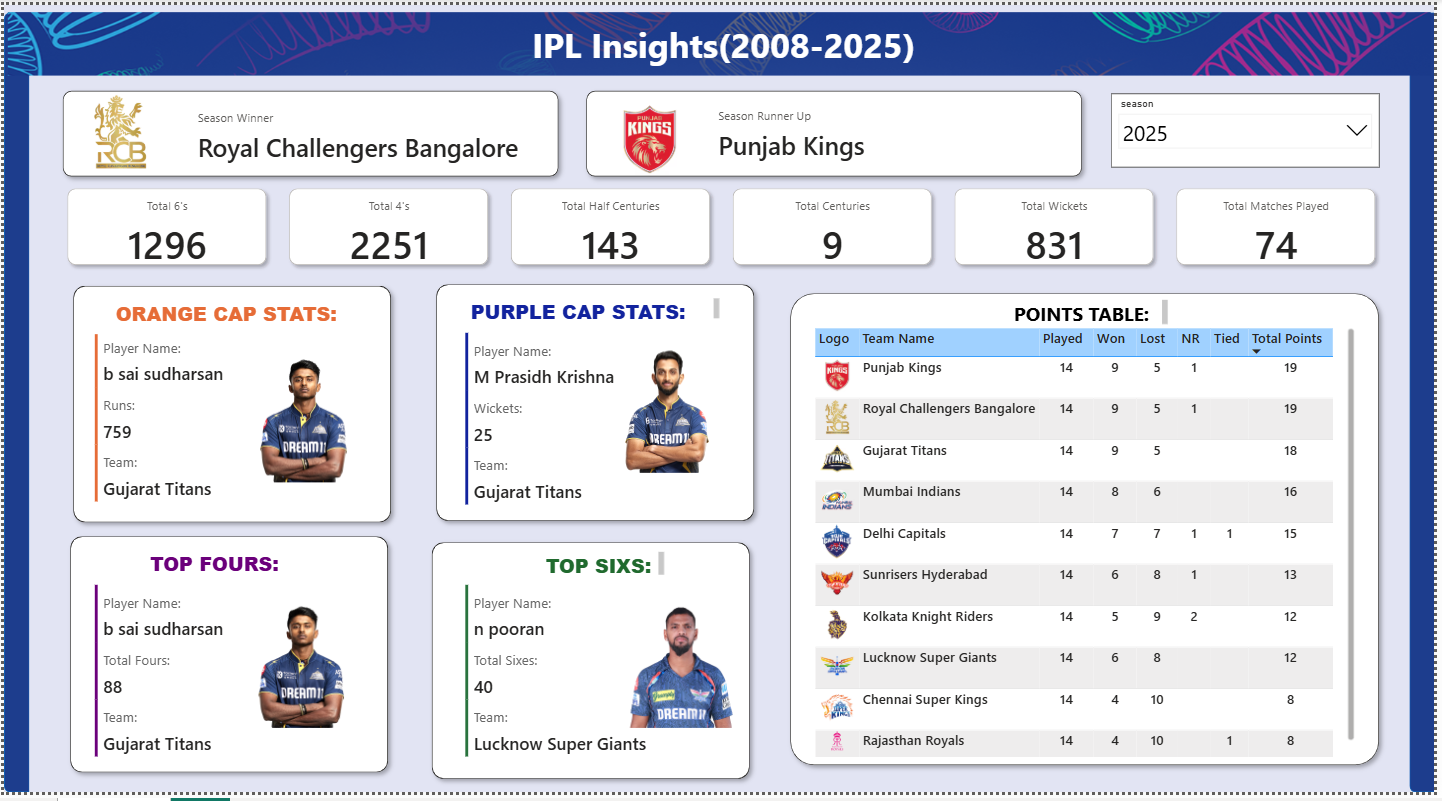 IPL Insights(2008-2025)
RCB
Season Winner
Royal Challengers Bangalore
PUNJAB
KINGS
Season Runner Up
Punjab Kings
season
2025
Total 6's
1296
Total 4's
2251
Total Half Centuries
143
Total Centuries
9
Total Wickets
831
Total Matches Played
74
ORANGE CAP STATS:
Player Name:
b sai sudharsan
Runs:
759
Team:
Gujarat Titans
DREAM11
PURPLE CAP STATS:
Player Name:
M Prasidh Krishna
Wickets:
25
Team:
Gujarat Titans
DREAM11
TOP FOURS:
Player Name:
b sai sudharsan
Total Fours:
88
Team:
Gujarat Titans
DREAM11
TOP SIXS:
Player Name:
n pooran
Total Sixes:
40
Team:
Lucknow Super Giants
DREAM11
POINTS TABLE:
Logo Team Name Played Won Lost NR Tied Total Points
KINGS Punjab Kings 14 9 5 1 19
RCB Royal Challengers Bangalore 14 9 5 1 19
TITANS Gujarat Titans 14 9 5 18
INDIANS Mumbai Indians 14 8 6 16
Delhi Capitals 14 7 7 1 1 15
Sunrisers Hyderabad 14 6 8 1 13
Kolkata Knight Riders 14 5 9 2 12
Lucknow Super Giants 14 6 8 12
Chennai Super Kings 14 4 10 8
Rajasthan Royals 14 4 10 1 8